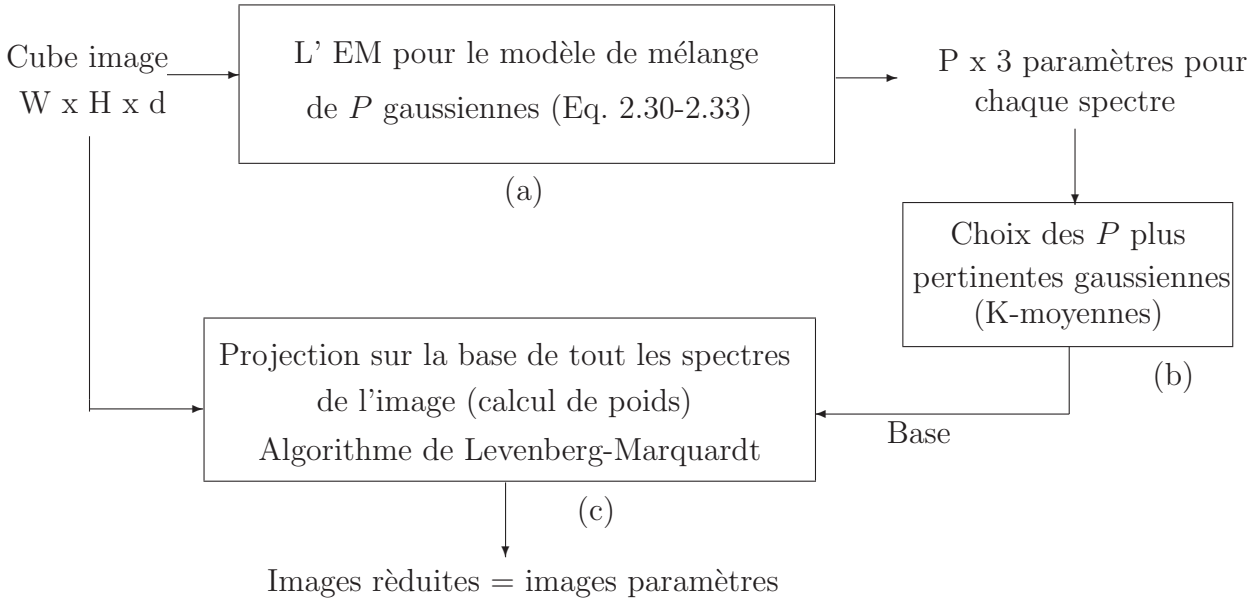 Cube image
W x H x d
L' EM pour le modèle de mélange
de P gaussiennes (Eq. 2.30-2.33)
(a)
P x 3 paramètres pour
chaque spectre
Choix des P plus
pertinentes gaussiennes
(K-moyennes)
(b)
Base
Projection sur la base de tout les spectres
de l'image (calcul de poids)
Algorithme de Levenberg-Marquardt
(c)
Images rèduites = images paramètres